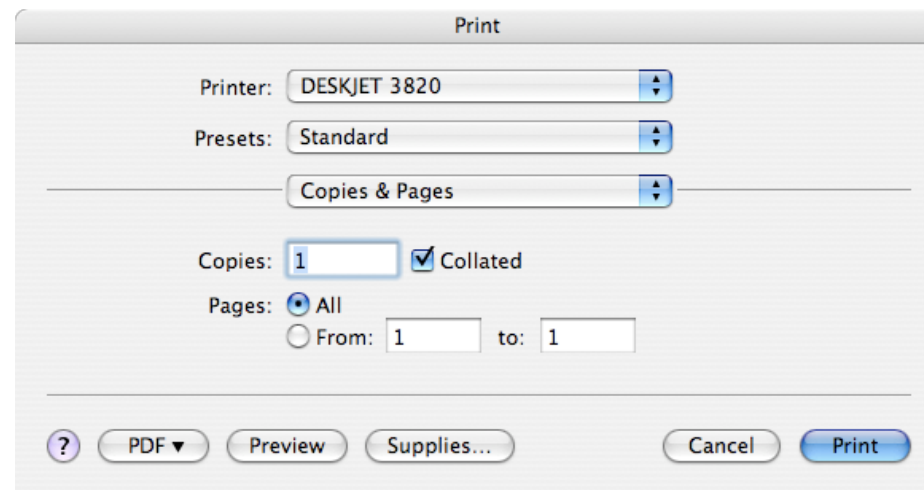 Print
Printer: DESKJET 3820
Presets: Standard
Copies & Pages
Copies: 1 Collated
Pages: All
From: 1 to: 1
? PDF ▼ Preview Supplies... Cancel Print